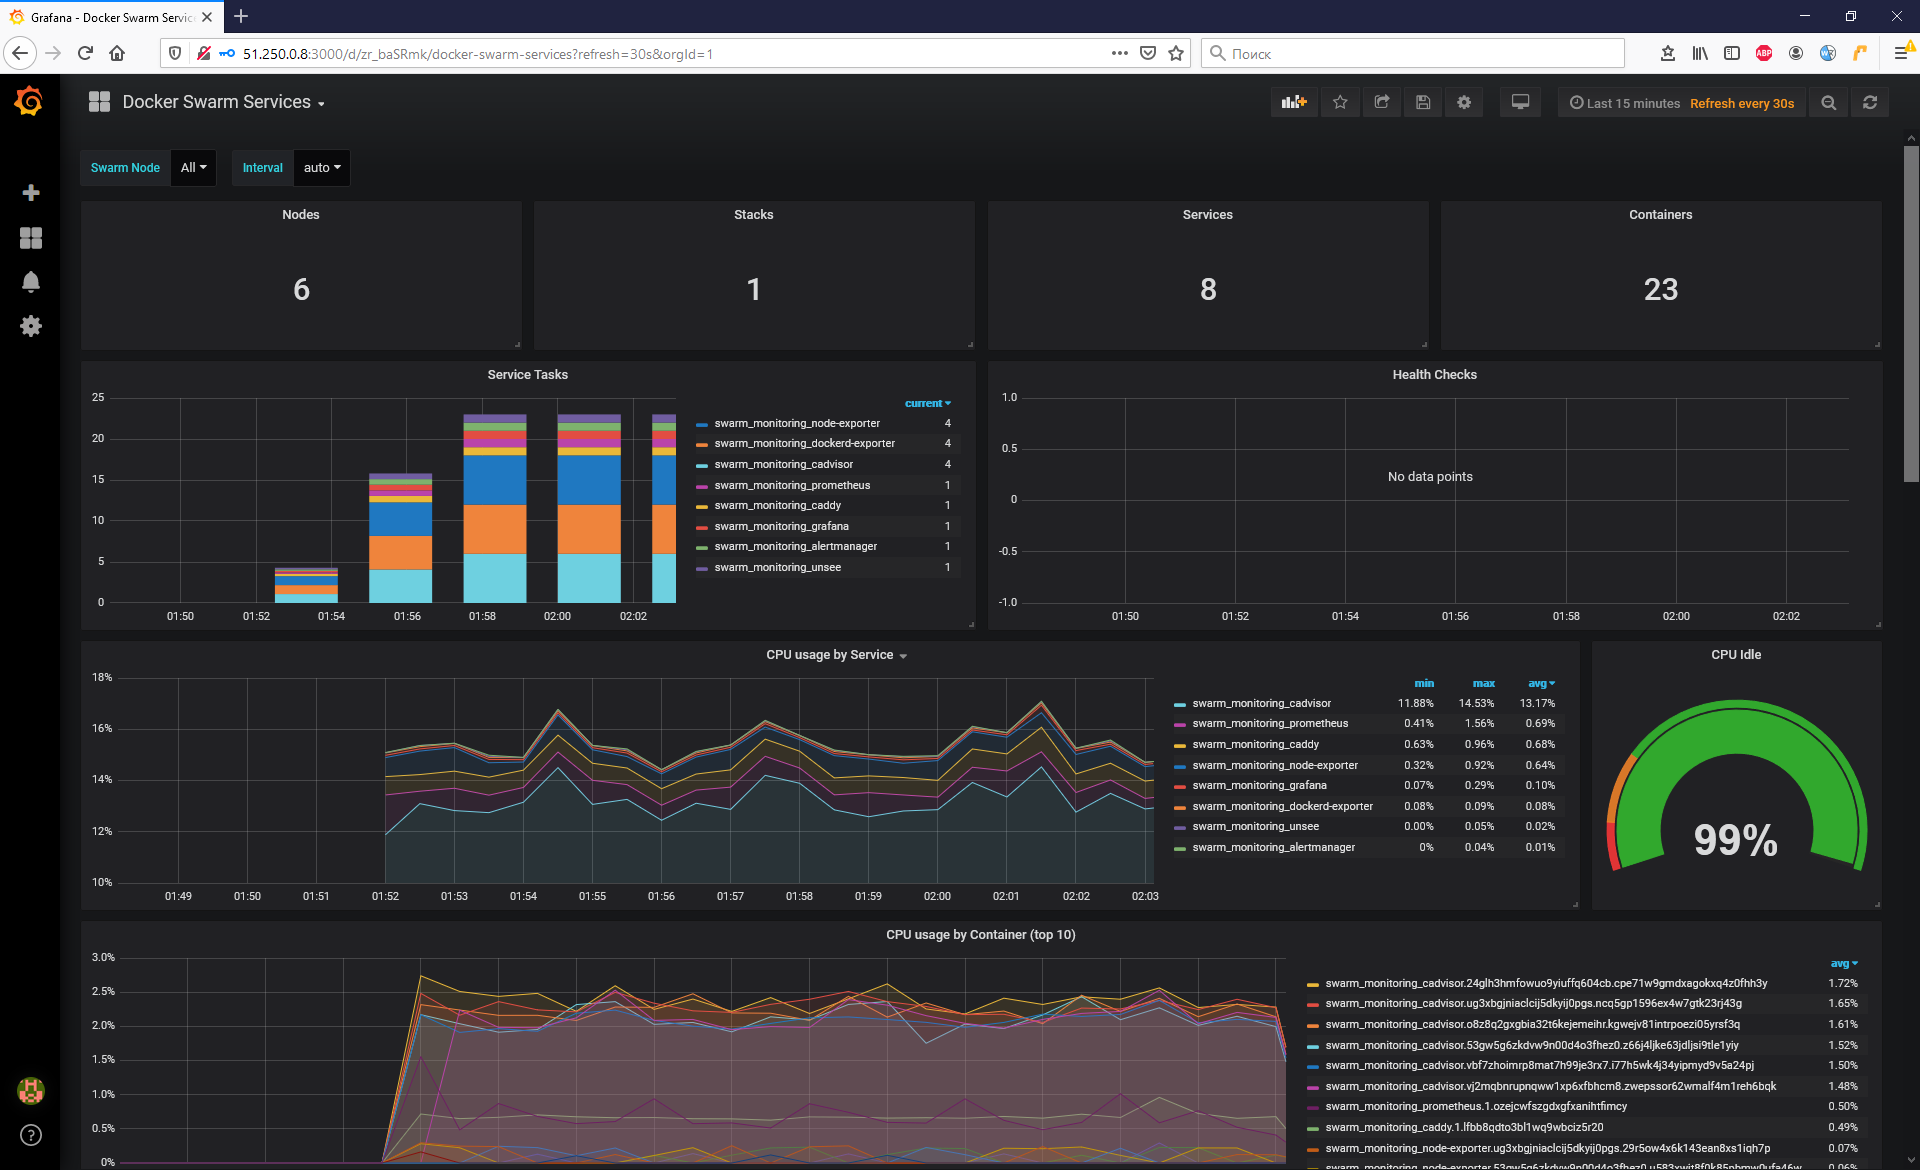 Grafana - Docker Swarm Servic
51.250.0.8:3000/d/zr_baSRmk/docker-swarm-services?refresh=30s&orgId=1
Поиск
ABP
Docker Swarm Services
Last 15 minutes Refresh every 30s
Swarm Node All Interval auto
Nodes
6
Stacks
1
Services
8
Containers
23
Service Tasks
25
20
15
10
5
0
01:50 01:52 01:54 01:56 01:58 02:00 02:02
current
swarm_monitoring_node-exporter 4
swarm_monitoring_dockerd-exporter 4
swarm_monitoring_cadvisor 4
swarm_monitoring_prometheus 1
swarm_monitoring_caddy 1
swarm_monitoring_grafana 1
swarm_monitoring_alertmanager 1
swarm_monitoring_unsee 1
Health Checks
1.0
0.5
0
-0.5
-1.0
No data points
01:50 01:52 01:54 01:56 01:58 02:00 02:02
CPU usage by Service
18%
16%
14%
12%
10%
01:49 01:50 01:51 01:52 01:53 01:54 01:55 01:56 01:57 01:58 01:59 02:00 02:01 02:02 02:03
min max avg
swarm_monitoring_cadvisor 11.88% 14.53% 13.17%
swarm_monitoring_prometheus 0.41% 1.56% 0.69%
swarm_monitoring_caddy 0.63% 0.96% 0.68%
swarm_monitoring_node-exporter 0.32% 0.92% 0.64%
swarm_monitoring_grafana 0.07% 0.29% 0.10%
swarm_monitoring_dockerd-exporter 0.08% 0.09% 0.08%
swarm_monitoring_unsee 0.00% 0.05% 0.02%
swarm_monitoring_alertmanager 0% 0.04% 0.01%
CPU Idle
99%
CPU usage by Container (top 10)
3.0%
2.5%
2.0%
1.5%
1.0%
0.5%
0%
avg
swarm_monitoring_cadvisor.24glh3hmfowuo9yiuffq604cb.cpe71w9gmdxagokxq4z0fhh3y 1.72%
swarm_monitoring_cadvisor.ug3xbgjniaclcij5dkyij0pgs.ncq5gp1596ex4w7gtk23rj43g 1.65%
swarm_monitoring_cadvisor.o8z8q2gxgbia32t6kejemeihr.kgwejv81intrpoezi05yrsf3q 1.61%
swarm_monitoring_cadvisor.53gw5g6zkdvw9n00d4o3fhez0.z66j4ljke63jdljsi9tle1yiy 1.52%
swarm_monitoring_cadvisor.vbf7zhoimrp8mat7h99je3rx7.i77h5wk4j34yipmyd9v5a24pj 1.50%
swarm_monitoring_cadvisor.vj2mqbnrupnqww1xp6xfbhcm8.zwepssor62wmalf4m1reh6bqk 1.48%
swarm_monitoring_prometheus.1.ozejcwfszgdxgfxanihtfimcy 0.50%
swarm_monitoring_caddy.1.lfbb8qdto3bl1wq9wbciz5r20 0.49%
swarm_monitoring_node-exporter.ug3xbgjniaclcij5dkyij0pgs.29r5ow4x6k143ean8xs1iqh7p 0.07%